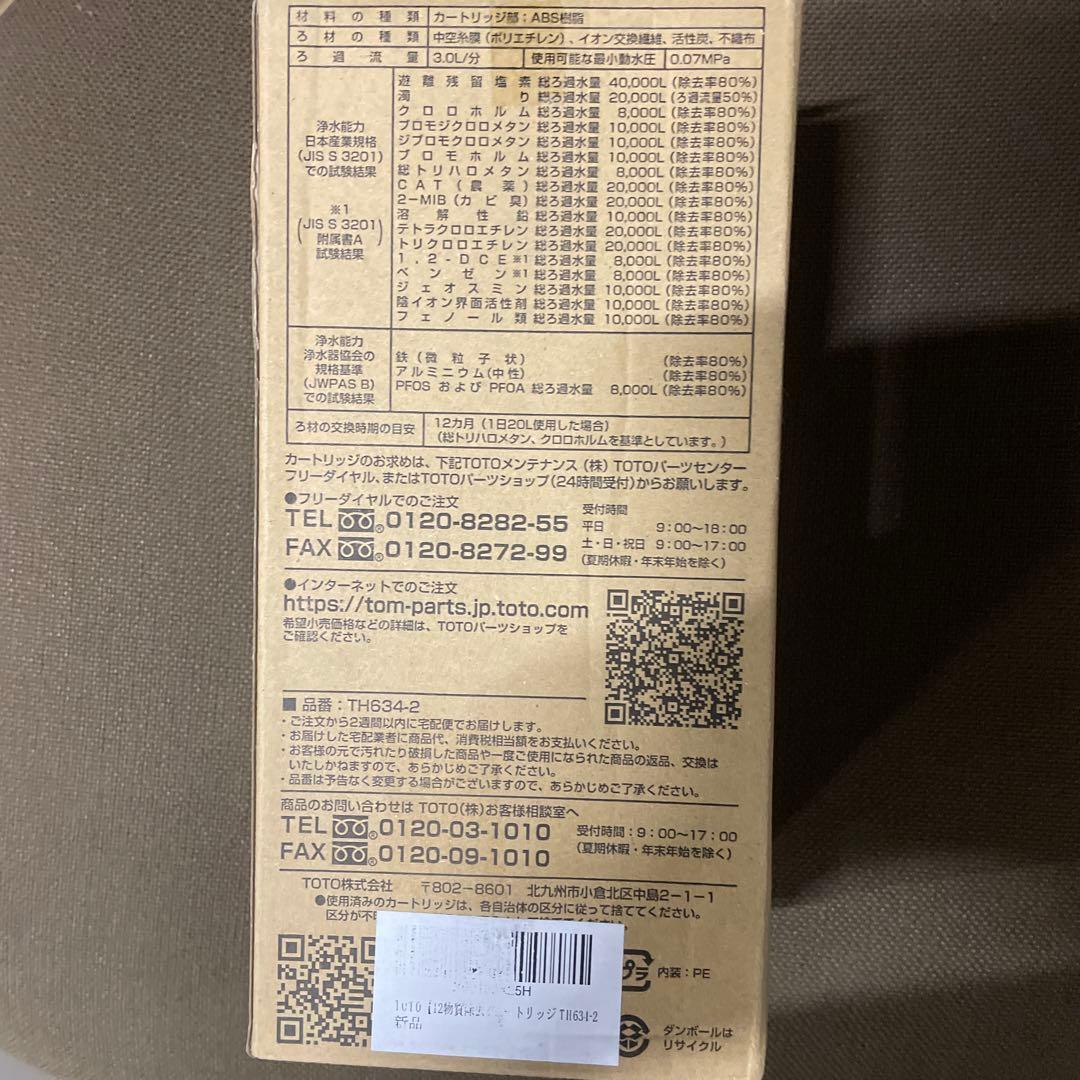 材料の種類 カートリッジ部：ABS樹脂
ろ材の種類 中空糸膜（ポリエチレン）、イオン交換繊維、活性炭、不織布
ろ過流量 3.0L/分 使用可能な最小動水圧 0.07MPa
浄水能力
日本産業規格
(JIS S 3201)
での試験結果
※1
(JIS S 3201
附属書A)
試験結果
遊離残留塩素 総ろ過水量 40,000L（除去率80%）
濁り 総ろ過水量 20,000L（ろ過流量50%）
クロロホルム 総ろ過水量 8,000L（除去率80%）
ブロモジクロロメタン 総ろ過水量 10,000L（除去率80%）
ジブロモクロロメタン 総ろ過水量 10,000L（除去率80%）
ブロモホルム 総ろ過水量 10,000L（除去率80%）
総トリハロメタン 総ろ過水量 8,000L（除去率80%）
CAT（農薬） 総ろ過水量 20,000L（除去率80%）
2-MIB（カビ臭） 総ろ過水量 20,000L（除去率80%）
溶解性鉛 総ろ過水量 10,000L（除去率80%）
テトラクロロエチレン 総ろ過水量 20,000L（除去率80%）
トリクロロエチレン 総ろ過水量 20,000L（除去率80%）
1,2-DCE※1 総ろ過水量 8,000L（除去率80%）
ベンゼン※1 総ろ過水量 8,000L（除去率80%）
ジェオスミン 総ろ過水量 10,000L（除去率80%）
陰イオン界面活性剤 総ろ過水量 10,000L（除去率80%）
フェノール類 総ろ過水量 10,000L（除去率80%）
浄水能力
浄水器協会の
規格基準
(JWPAS B)
での試験結果
鉄（微粒子状） （除去率80%）
アルミニウム（中性） （除去率80%）
PFOS および PFOA 総ろ過水量 8,000L（除去率80%）
ろ材の交換時期の目安 12カ月（1日20L使用した場合）
（総トリハロメタン、クロロホルムを基準としています。）
カートリッジのお求めは、下記TOTOメンテナンス（株）TOTOパーツセンター
フリーダイヤル、またはTOTOパーツショップ（24時間受付）からお願いします。
●フリーダイヤルでのご注文
TEL 0120-8282-55
FAX 0120-8272-99
受付時間
平日 9：00～18：00
土・日・祝日 9：00～17：00
（夏期休暇・年末年始を除く）
●インターネットでのご注文
https://tom-parts.jp.toto.com
希望小売価格などの詳細は、TOTOパーツショップを
ご確認ください。
■ 品番：TH634-2
・ご注文から2週間以内に宅配便でお届けします。
・お届けした宅配業者に商品代、消費税相当額をお支払いください。
・お客様の元で汚れたり破損した商品や一度ご使用になられた商品の返品、交換は
いたしかねますので、あらかじめご了承ください。
・品番は予告なく変更する場合がございますので、あらかじめご了承ください。
商品のお問い合わせは TOTO(株)お客様相談室へ
TEL 0120-03-1010
FAX 0120-09-1010
受付時間：9：00～17：00
（夏期休暇・年末年始を除く）
TOTO株式会社 〒802-8601 北九州市小倉北区中島2-1-1
●使用済みのカートリッジは、各自治体の区分に従って捨ててください。
区分が不
プラ 内装：PE
5H
トリッジ TH634-2
新品
ダンボールは
リサイクル